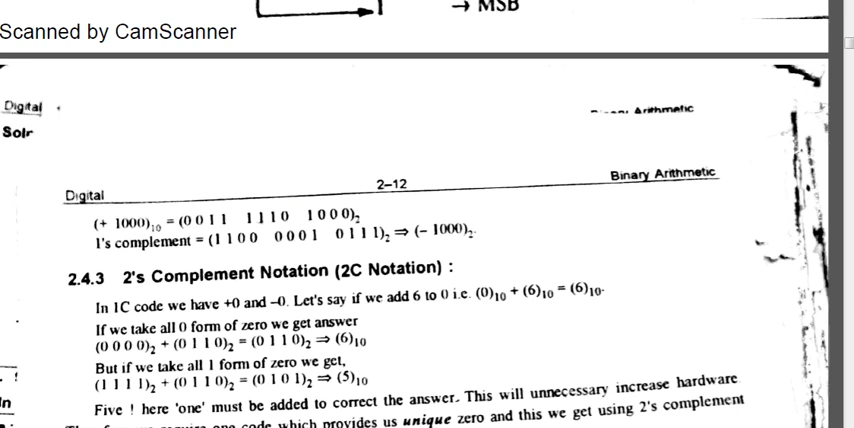 → MSB
Scanned by CamScanner
Digital
Arithmetic
Solr
Digital 2–12 Binary Arithmetic
(+ 1000)₁₀ = (0 0 1 1 1 1 1 0 1 0 0 0)₂
1's complement = (1 1 0 0 0 0 0 1 0 1 1 1)₂ ⇒ (– 1000)₂.
2.4.3 2's Complement Notation (2C Notation) :
In 1C code we have +0 and –0. Let's say if we add 6 to 0 i.e. (0)₁₀ + (6)₁₀ = (6)₁₀.
If we take all 0 form of zero we get answer
(0 0 0 0)₂ + (0 1 1 0)₂ = (0 1 1 0)₂ ⇒ (6)₁₀
But if we take all 1 form of zero we get,
(1 1 1 1)₂ + (0 1 1 0)₂ = (0 1 0 1)₂ ⇒ (5)₁₀
In
Five ! here 'one' must be added to correct the answer. This will unnecessary increase hardware
one code which provides us unique zero and this we get using 2's complement